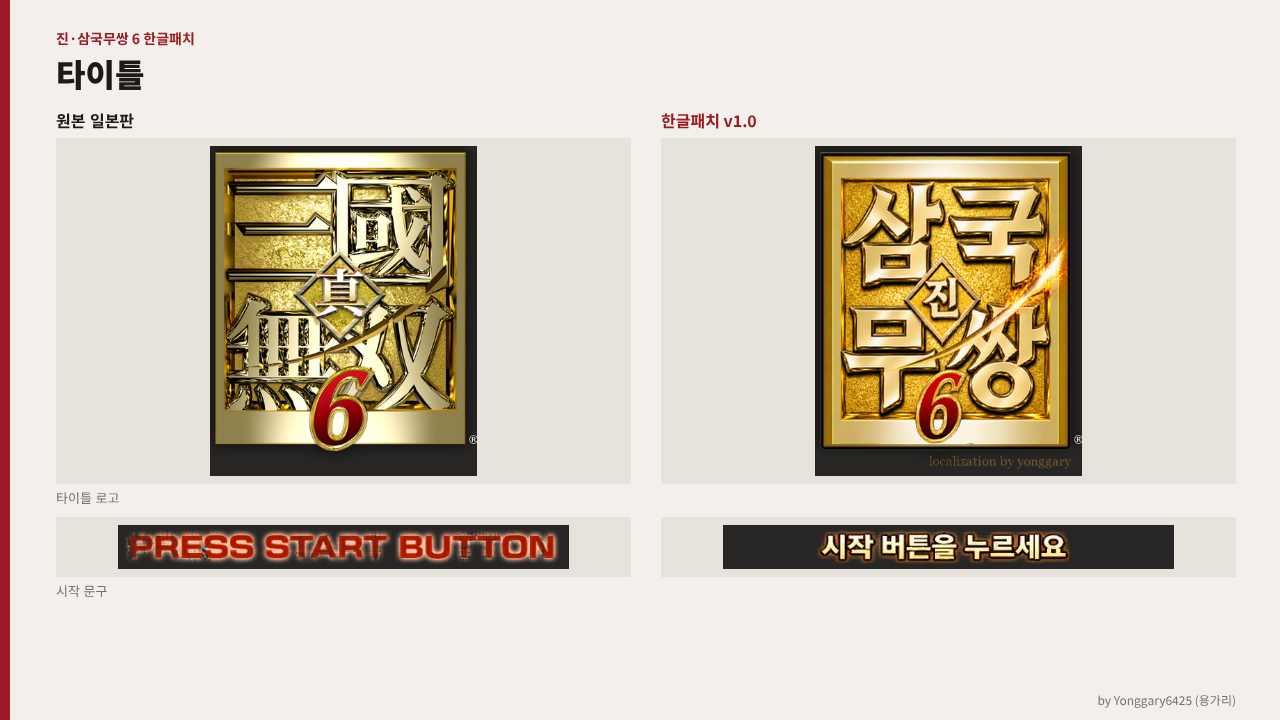 진·삼국무쌍 6 한글패치
타이틀
원본 일본판
한글패치 v1.0
三國
真
無双
6
®
삼국
진
무쌍
6
®
localization by yonggary
타이틀 로고
PRESS START BUTTON
시작 버튼을 누르세요
시작 문구
by Yonggary6425 (용가리)